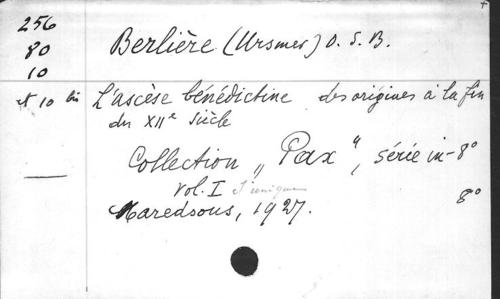 256
80
10
et 10 bis
Berlière (Ursmer) O. S. B.
L'ascèse bénédictine des origines à la fin
du XIIe siècle
Collection „Pax“, série in-8°
vol. I
Maredsous, 1927.
8°